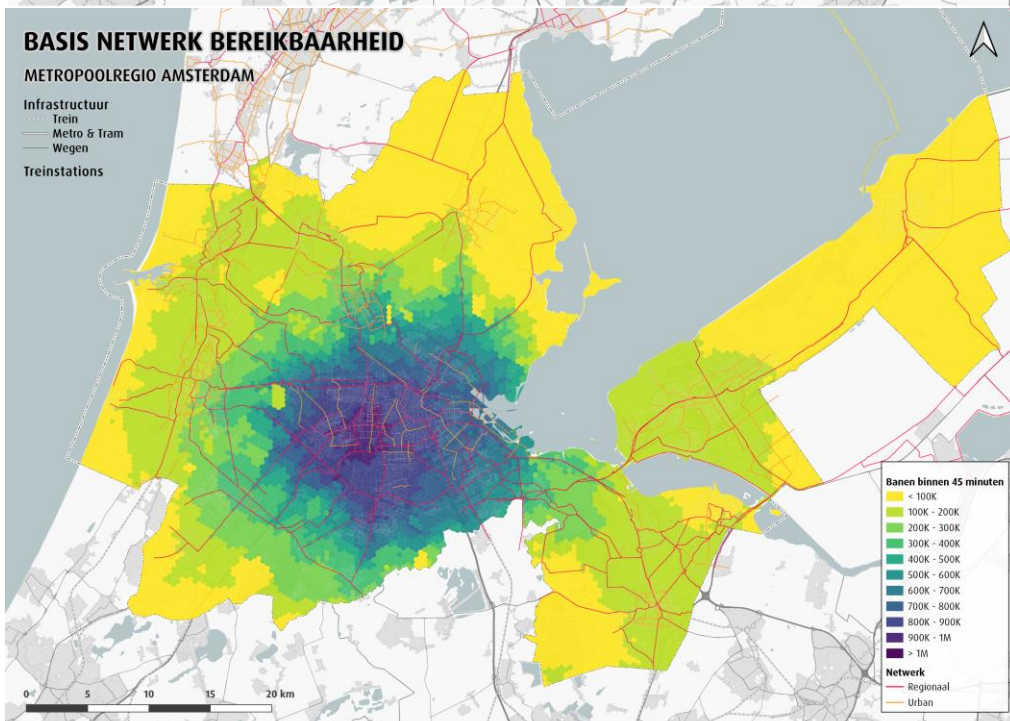 BASIS NETWERK BEREIKBAARHEID
METROPOOLREGIO AMSTERDAM
Infrastructuur
Trein
Metro & Tram
Wegen
Treinstations
Banen binnen 45 minuten
< 100K
100K - 200K
200K - 300K
300K - 400K
400K - 500K
500K - 600K
600K - 700K
700K - 800K
800K - 900K
900K - 1M
> 1M
Netwerk
Regionaal
Urban
0 5 10 15 20 km